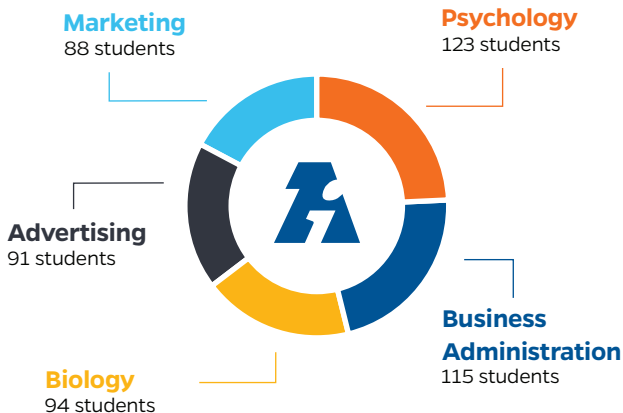 Marketing
88 students
Psychology
123 students
Advertising
91 students
Business
Administration
115 students
Biology
94 students